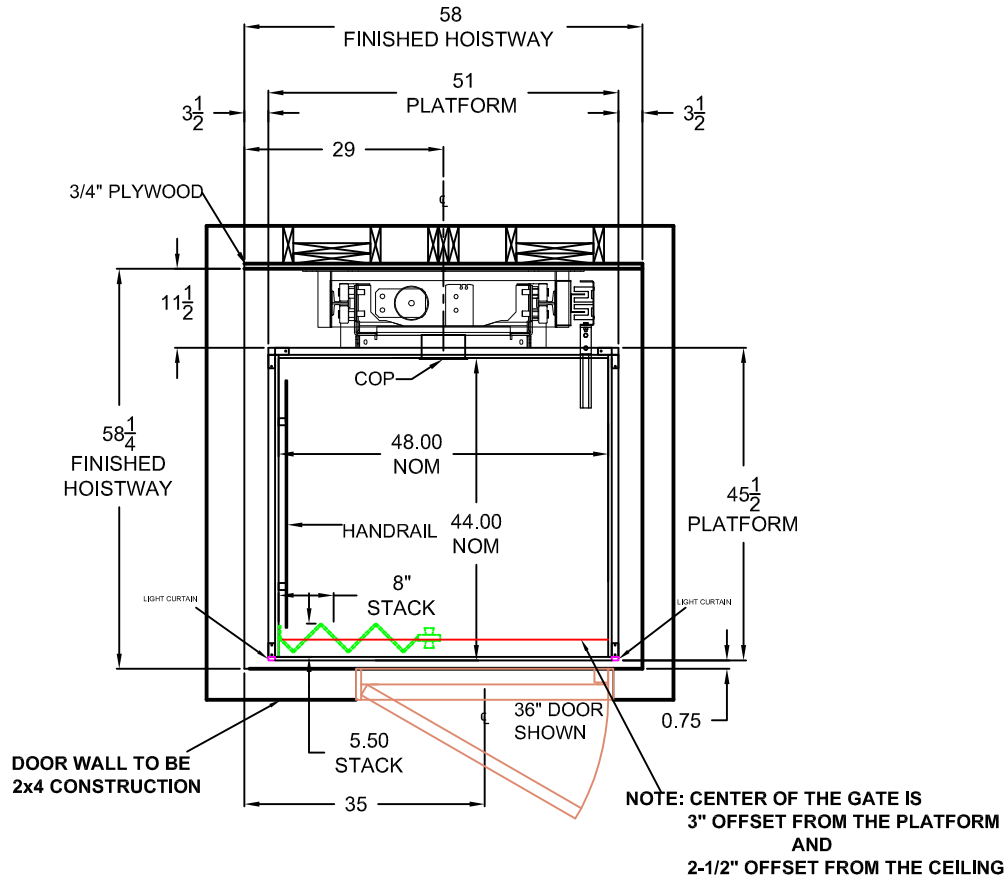 58
FINISHED HOISTWAY
51
PLATFORM
3 1/2
3 1/2
29
3/4" PLYWOOD
℄
11 1/2
COP
58 1/4
FINISHED
HOISTWAY
48.00
NOM
45 1/2
PLATFORM
HANDRAIL
44.00
NOM
8"
STACK
LIGHT CURTAIN
LIGHT CURTAIN
℄
36" DOOR
SHOWN
0.75
5.50
STACK
DOOR WALL TO BE
2x4 CONSTRUCTION
35
NOTE: CENTER OF THE GATE IS
3" OFFSET FROM THE PLATFORM
AND
2-1/2" OFFSET FROM THE CEILING